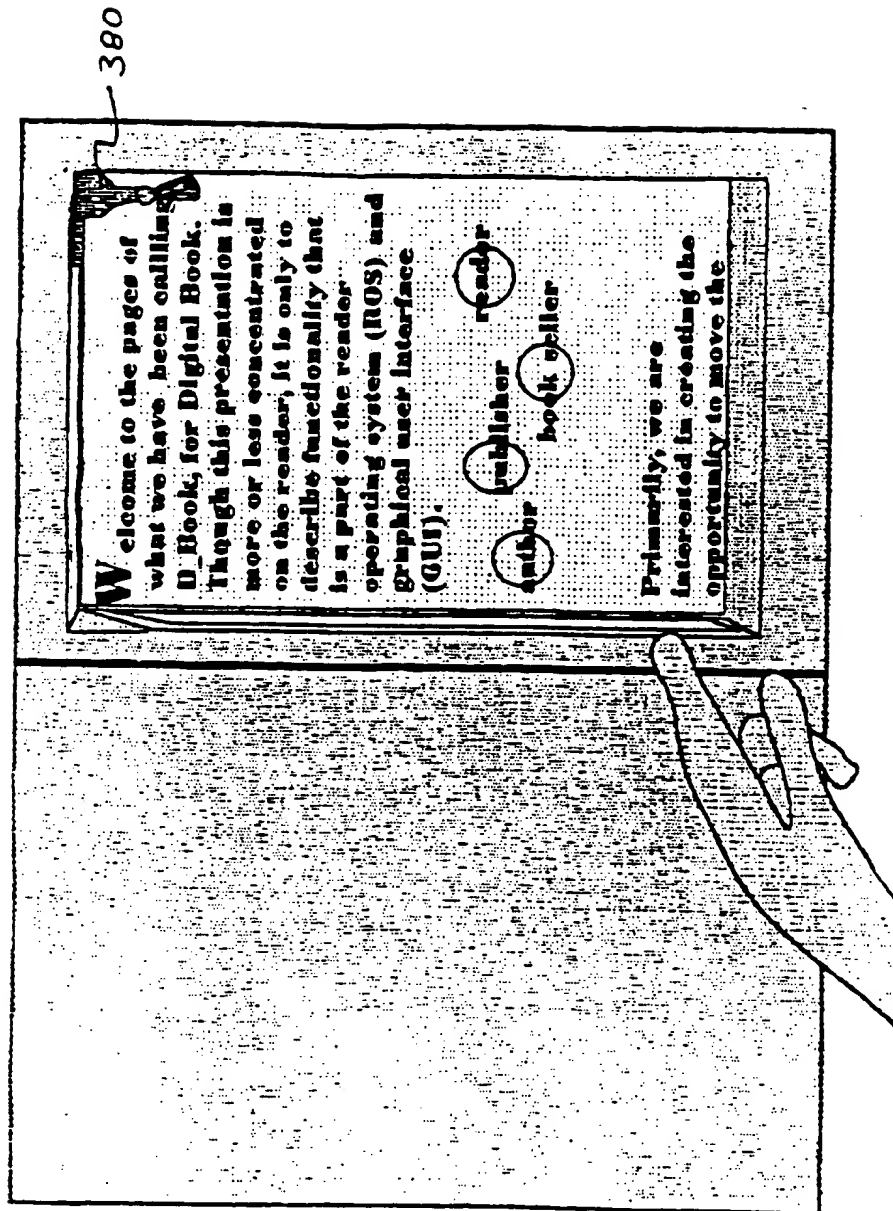 380
Welcome to the pages of
what we have been callling
D_Book, for Digital Book.
Though this presentation is
more or less concentrated
on the reader, it is only to
describe functionality that
is a part of the reader
operating system (ROS) and
graphical user interface
(GUI).
reader
publisher
author
book seller
Primarily, we are
interested in creating the
opportunity to move the